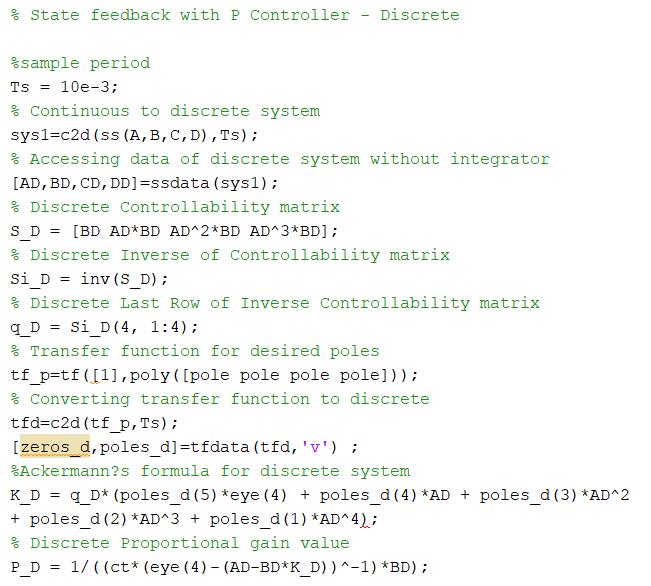 % State feedback with P Controller - Discrete
%sample period
Ts = 10e-3;
% Continuous to discrete system
sys1=c2d(ss(A,B,C,D),Ts);
% Accessing data of discrete system without integrator
[AD,BD,CD,DD]=ssdata(sys1);
% Discrete Controllability matrix
S_D = [BD AD*BD AD^2*BD AD^3*BD];
% Discrete Inverse of Controllability matrix
Si_D = inv(S_D);
% Discrete Last Row of Inverse Controllability matrix
q_D = Si_D(4, 1:4);
% Transfer function for desired poles
tf_p=tf([1],poly([pole pole pole pole]));
% Converting transfer function to discrete
tfd=c2d(tf_p,Ts);
[zeros_d,poles_d]=tfdata(tfd,'v') ;
%Ackermann?s formula for discrete system
K_D = q_D*(poles_d(5)*eye(4) + poles_d(4)*AD + poles_d(3)*AD^2
+ poles_d(2)*AD^3 + poles_d(1)*AD^4);
% Discrete Proportional gain value
P_D = 1/((ct*(eye(4)-(AD-BD*K_D))^-1)*BD);